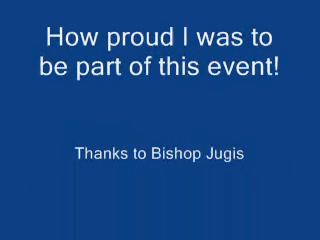 How proud I was to
be part of this event!
Thanks to Bishop Jugis